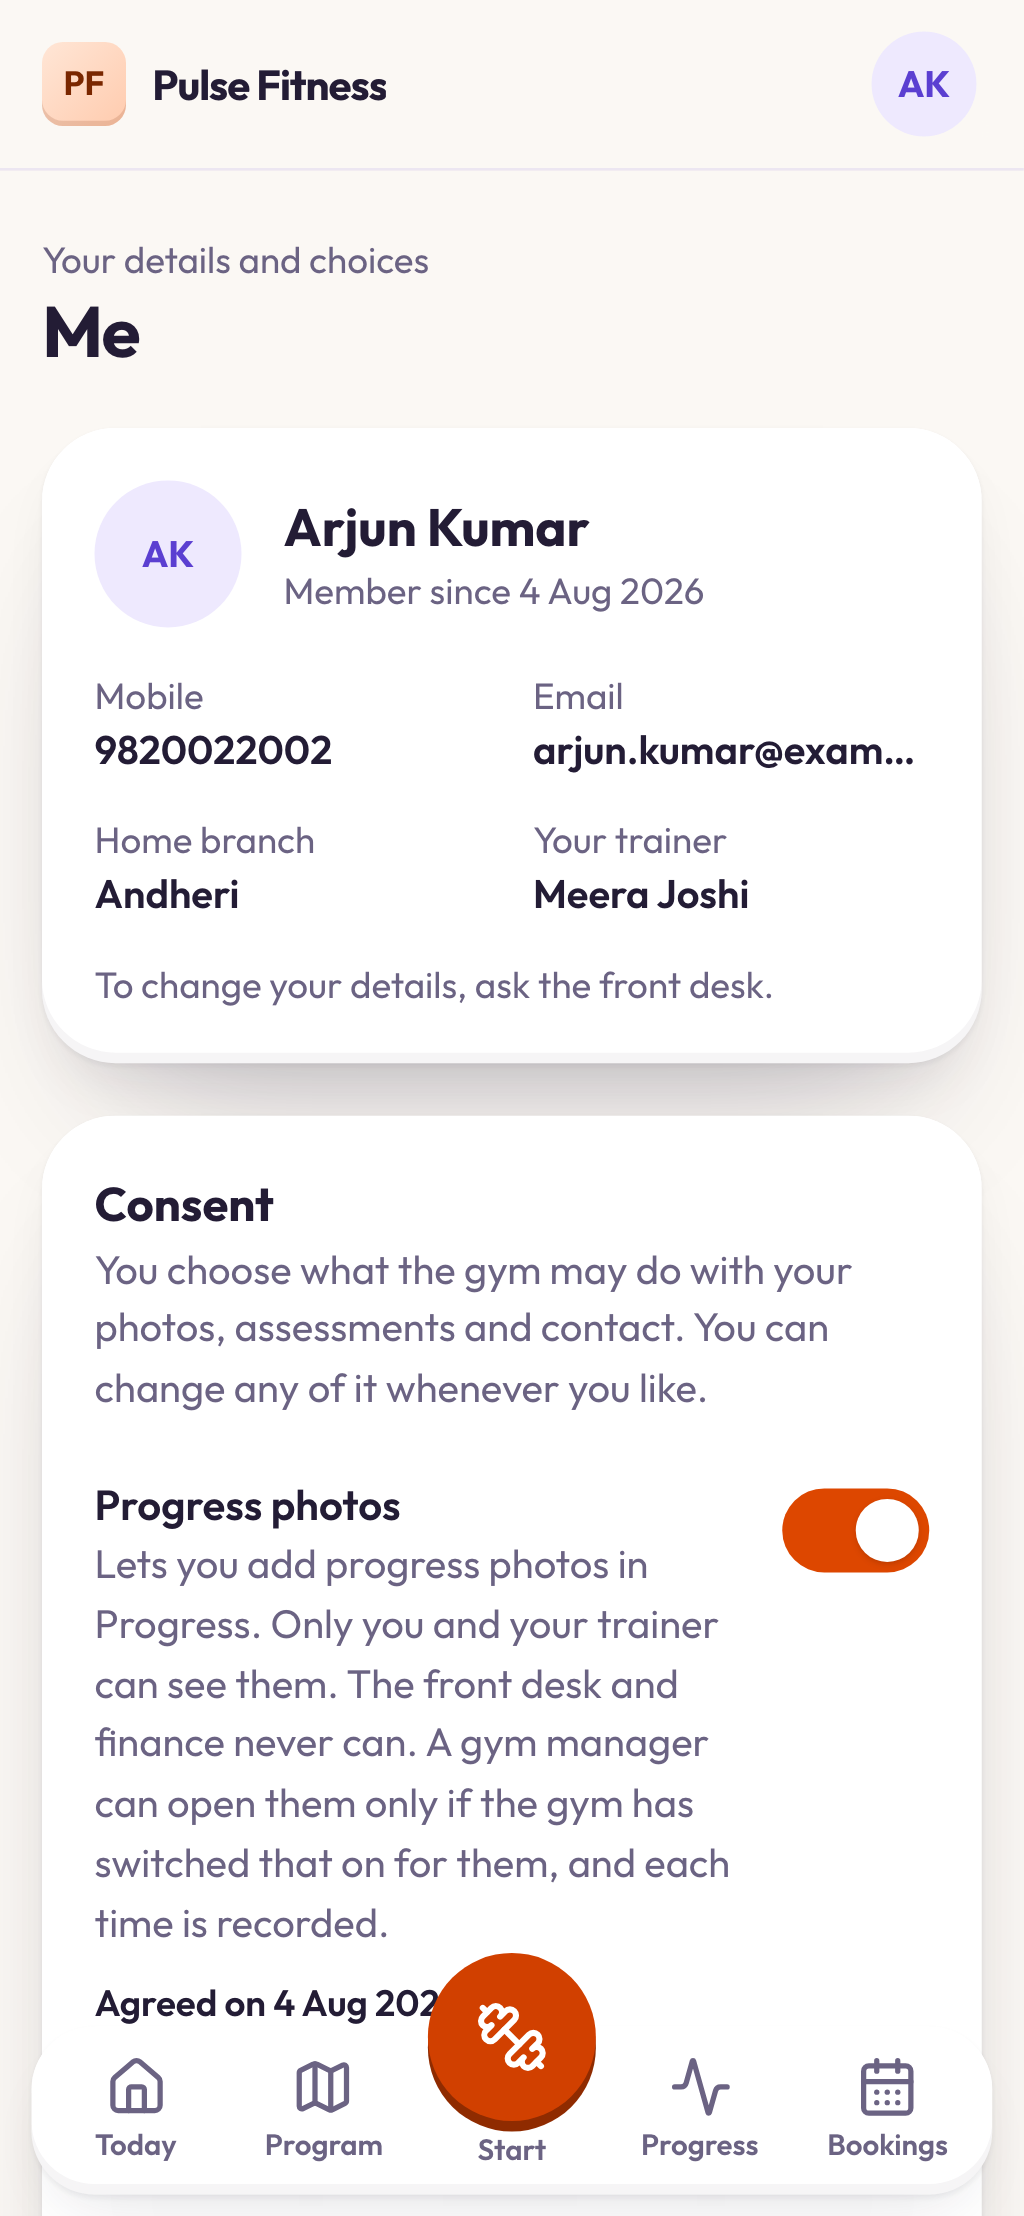 PF
Pulse Fitness
AK
Your details and choices
Me
AK
Arjun Kumar
Member since 4 Aug 2026
Mobile
9820022002
Email
arjun.kumar@exam...
Home branch
Andheri
Your trainer
Meera Joshi
To change your details, ask the front desk.
Consent
You choose what the gym may do with your
photos, assessments and contact. You can
change any of it whenever you like.
Progress photos
Lets you add progress photos in
Progress. Only you and your trainer
can see them. The front desk and
finance never can. A gym manager
can open them only if the gym has
switched that on for them, and each
time is recorded.
Agreed on 4 Aug 202
Today
Program
Start
Progress
Bookings